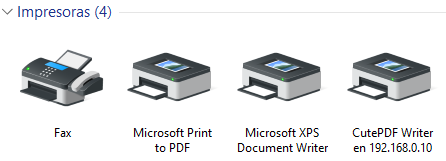 Impresoras (4)
Fax
Microsoft Print
to PDF
Microsoft XPS
Document Writer
CutePDF Writer
en 192.168.0.10